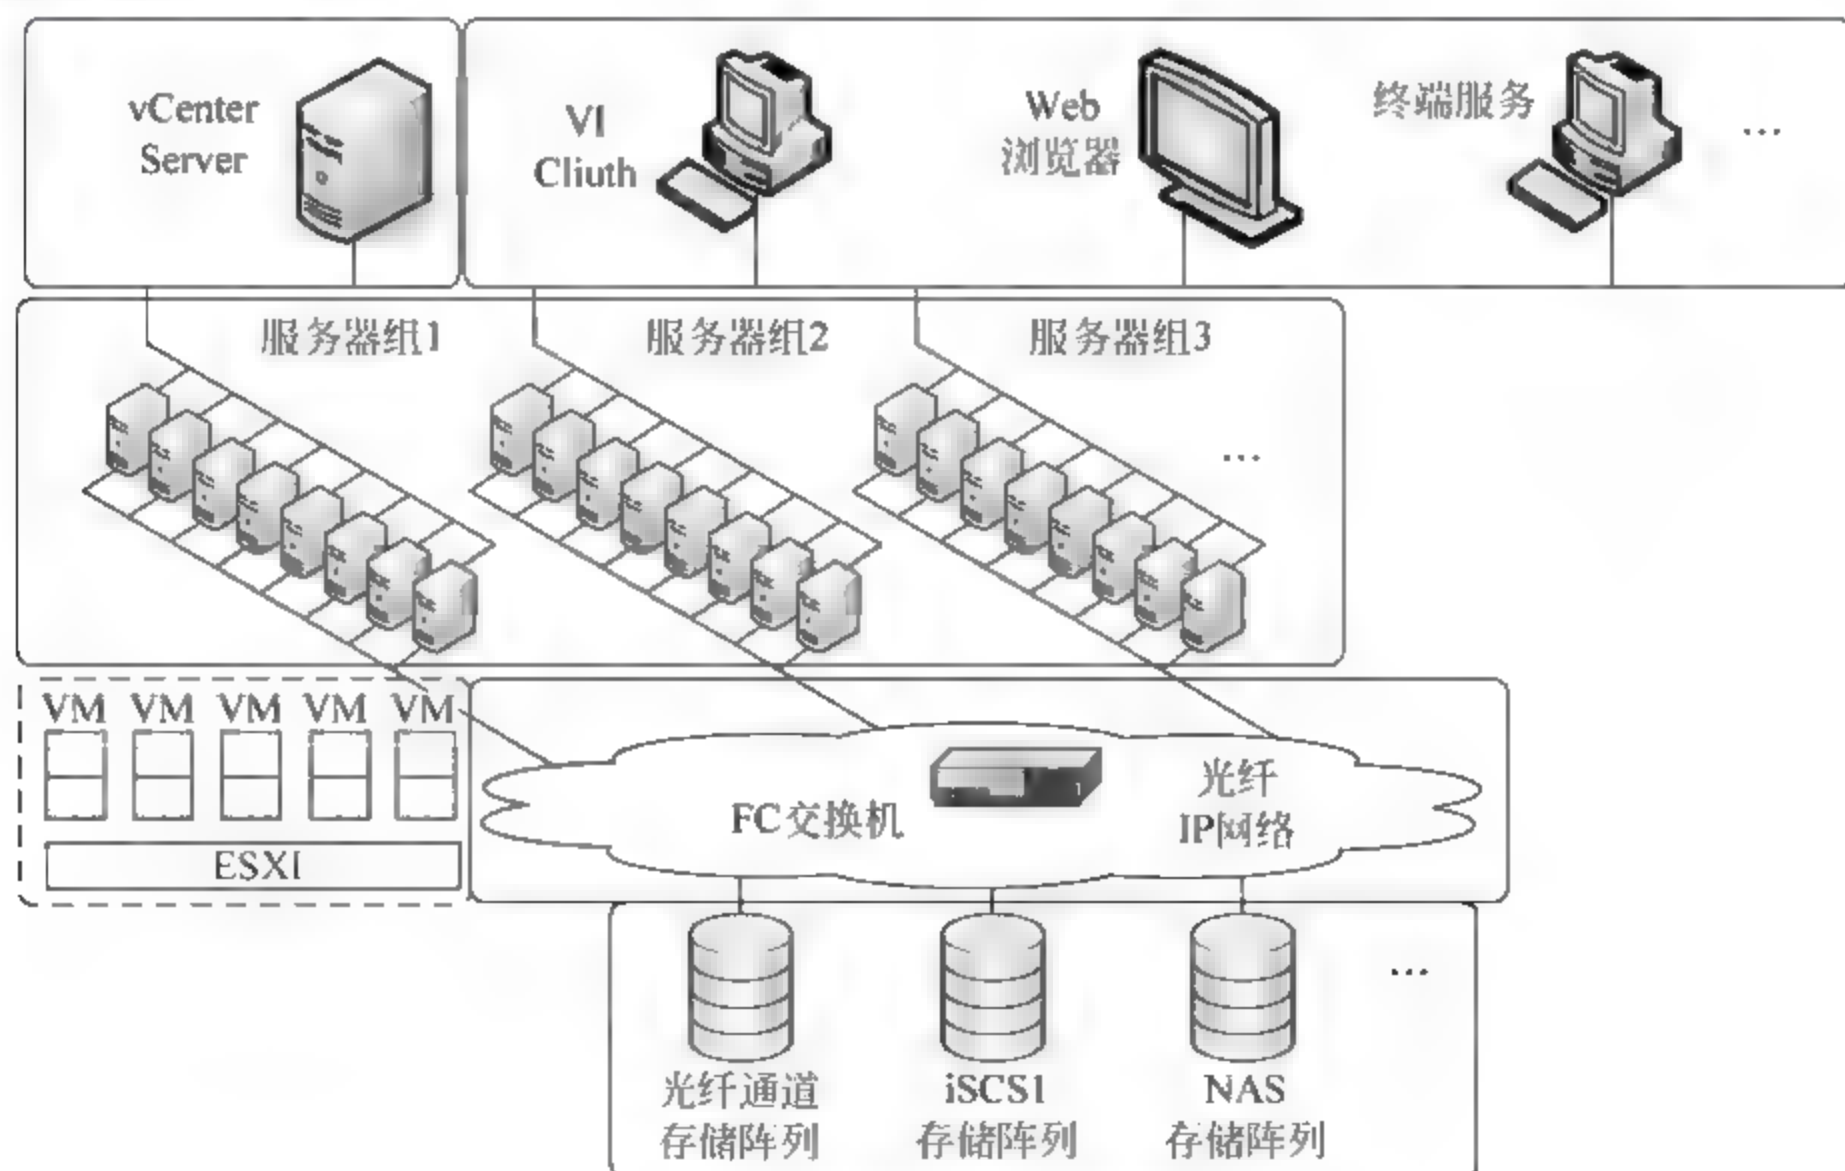 vCenter
Server
VI
Cliuth
Web
浏览器
终端服务
...
服务器组1
服务器组2
服务器组3
...
VM VM VM VM VM
ESXI
FC交换机
光纤
IP网络
光纤通道
存储阵列
iSCS1
存储阵列
NAS
存储阵列
...